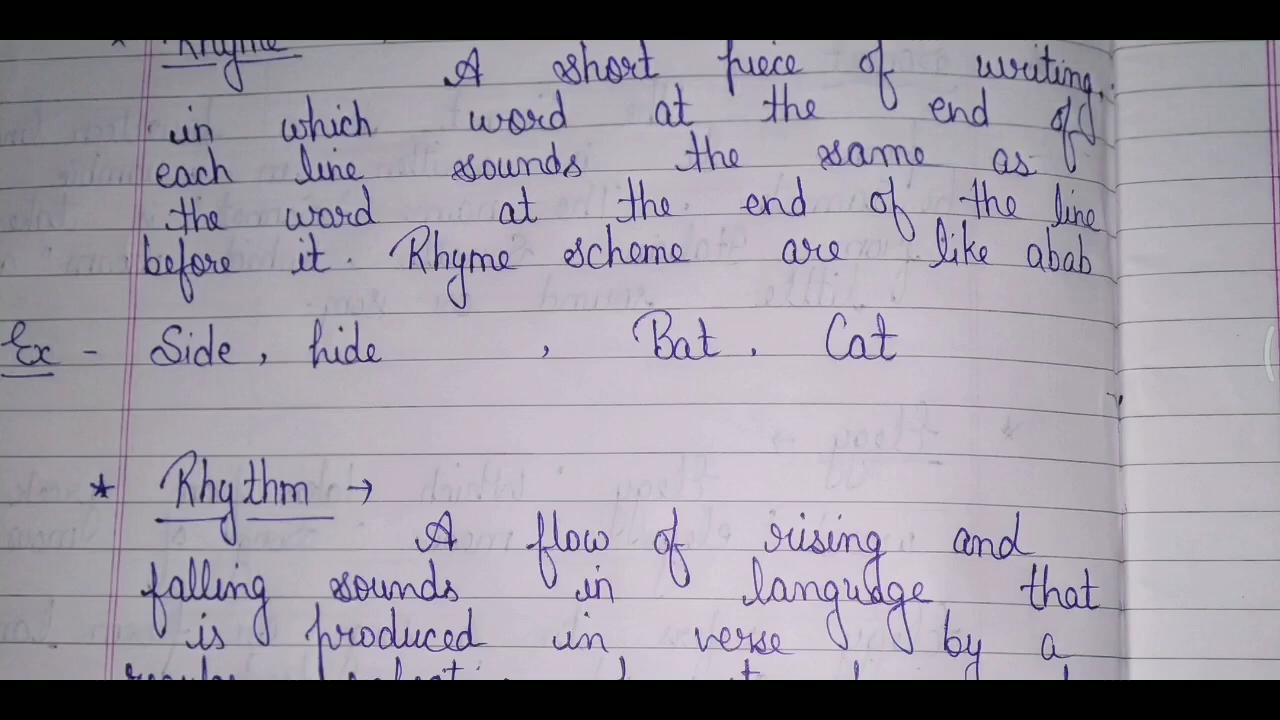 * Rhyme
A short piece of writing
in which word at the end of
each line sounds the same as
the word at the end of the line
before it. Rhyme scheme are like abab
Ex - Side, hide , Bat, Cat
* Rhythm →
A flow of rising and
falling sounds in language that
is produced in verse by a